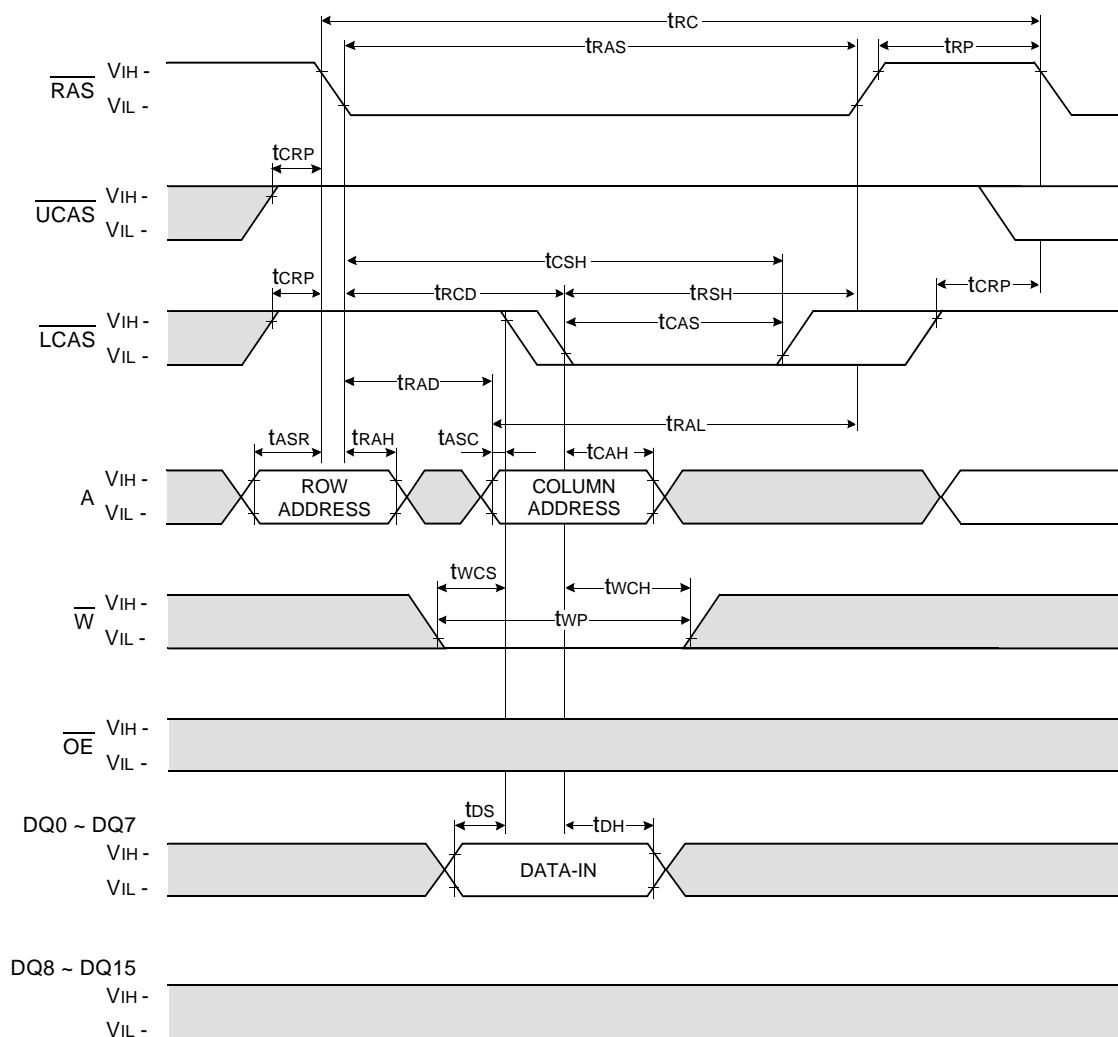 tRC
tRAS
tRP
RAS
VIH -
VIL -
tCRP
UCAS
VIH -
VIL -
tCSH
tCRP
tRCD
tRSH
tCRP
LCAS
VIH -
VIL -
tCAS
tRAD
tRAL
tASR
tRAH
tASC
tCAH
A
VIH -
VIL -
ROW
ADDRESS
COLUMN
ADDRESS
tWCS
tWCH
W
VIH -
VIL -
tWP
OE
VIH -
VIL -
tDS
tDH
DQ0 ~ DQ7
VIH -
VIL -
DATA-IN
DQ8 ~ DQ15
VIH -
VIL -